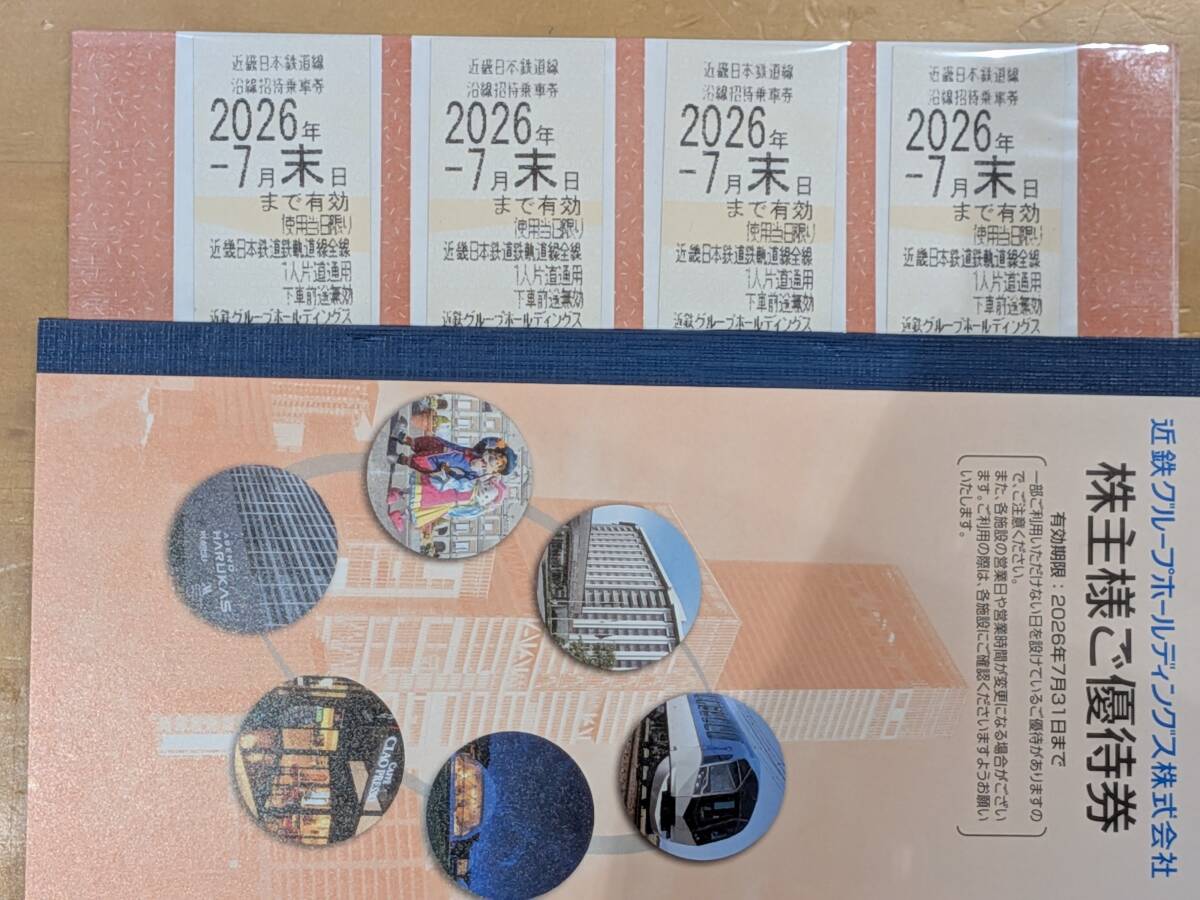 近畿日本鉄道線
沿線招待乗車券
2026年
-7月末日
まで有効
使用当日限り
近畿日本鉄道鉄軌道線全線
1人片道通用
下車前途無効
近鉄グループホールディングス
近畿日本鉄道線
沿線招待乗車券
2026年
-7月末日
まで有効
使用当日限り
近畿日本鉄道鉄軌道線全線
1人片道通用
下車前途無効
近鉄グループホールディングス
近畿日本鉄道線
沿線招待乗車券
2026年
-7月末日
まで有効
使用当日限り
近畿日本鉄道鉄軌道線全線
1人片道通用
下車前途無効
近鉄グループホールディングス
近畿日本鉄道線
沿線招待乗車券
2026年
-7月末日
まで有効
使用当日限り
近畿日本鉄道鉄軌道線全線
1人片道通用
下車前途無効
近鉄グループホールディングス
近鉄グループホールディングス株式会社
株主様ご優待券
有効期限：2026年7月31日まで
一部ご利用いただけない日を設けているご優待がありますの
で、ご注意ください。
また、各施設の営業日や営業時間が変更になる場合がござい
ます。ご利用の際は、各施設にご確認くださいますようお願い
いたします。
ABENO
HARUKAS
Caffè
CIAO PRESSO